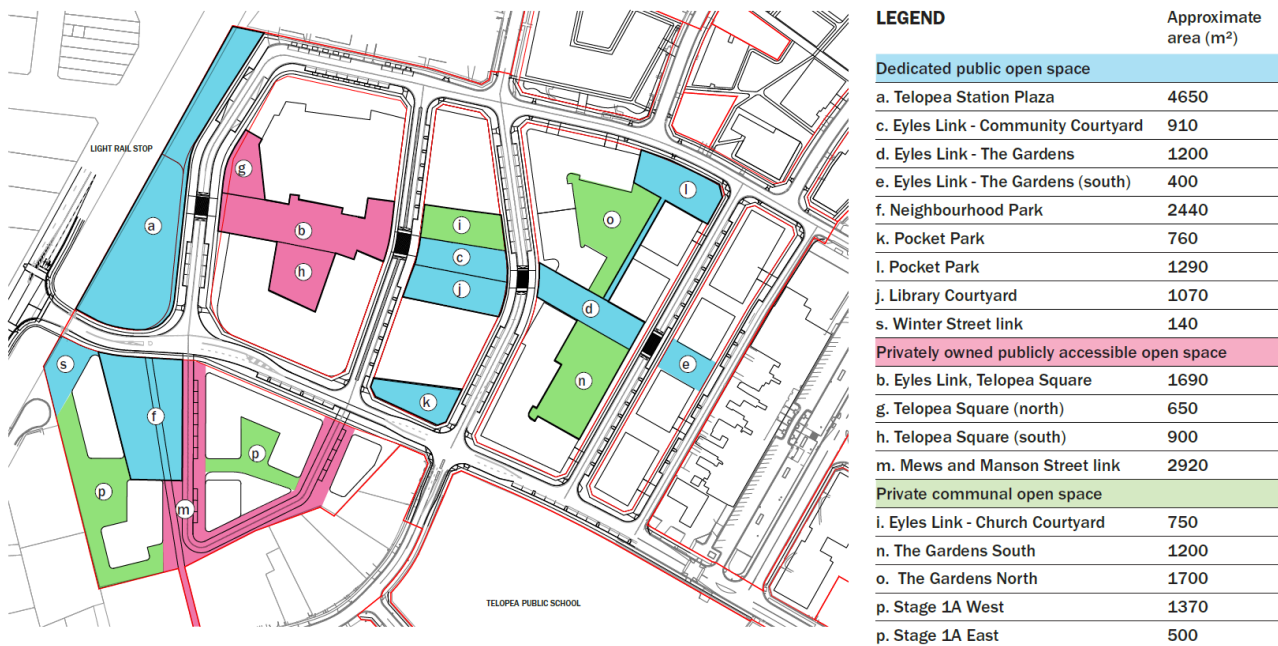 LIGHT RAIL STOP
g
l
o
i
a
b
c
h
j
d
s
e
n
k
f
p
p
m
TELOPEA PUBLIC SCHOOL
LEGEND Approximate
area (m²)
Dedicated public open space
a. Telopea Station Plaza 4650
c. Eyles Link - Community Courtyard 910
d. Eyles Link - The Gardens 1200
e. Eyles Link - The Gardens (south) 400
f. Neighbourhood Park 2440
k. Pocket Park 760
l. Pocket Park 1290
j. Library Courtyard 1070
s. Winter Street link 140
Privately owned publicly accessible open space
b. Eyles Link, Telopea Square 1690
g. Telopea Square (north) 650
h. Telopea Square (south) 900
m. Mews and Manson Street link 2920
Private communal open space
i. Eyles Link - Church Courtyard 750
n. The Gardens South 1200
o. The Gardens North 1700
p. Stage 1A West 1370
p. Stage 1A East 500